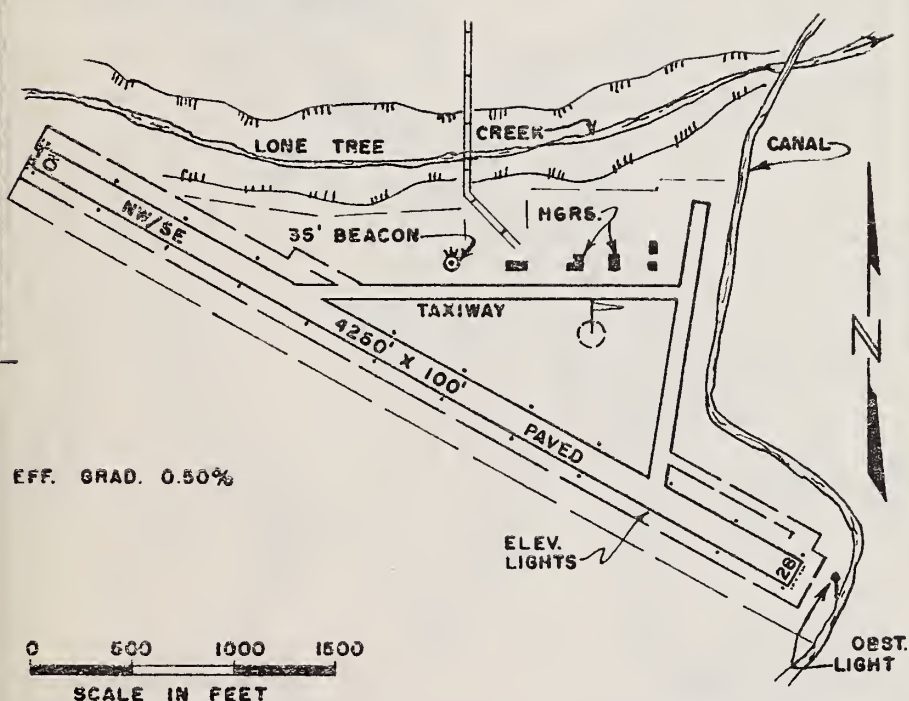 CREEK
LONE TREE
CANAL
HGRS.
NW/SE
35' BEACON
TAXIWAY
4250' X 100'
N
PAVED
EFF. GRAD. 0.50%
ELEV.
LIGHTS
28
OBST.
LIGHT
0 500 1000 1500
SCALE IN FEET